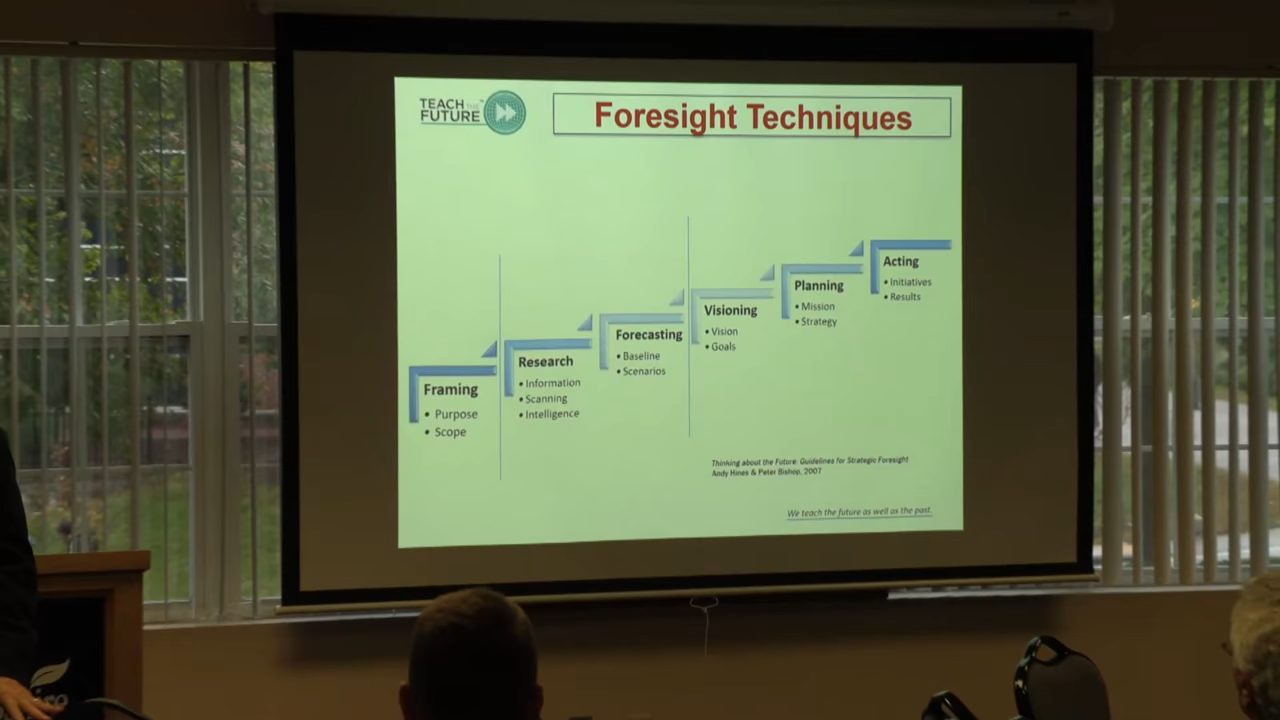 TEACH THE
FUTURE
Foresight Techniques
Framing
• Purpose
• Scope
Research
• Information
• Scanning
• Intelligence
Forecasting
• Baseline
• Scenarios
Visioning
• Vision
• Goals
Planning
• Mission
• Strategy
Acting
• Initiatives
• Results
Thinking about the Future: Guidelines for Strategic Foresight
Andy Hines & Peter Bishop, 2007
We teach the future as well as the past.